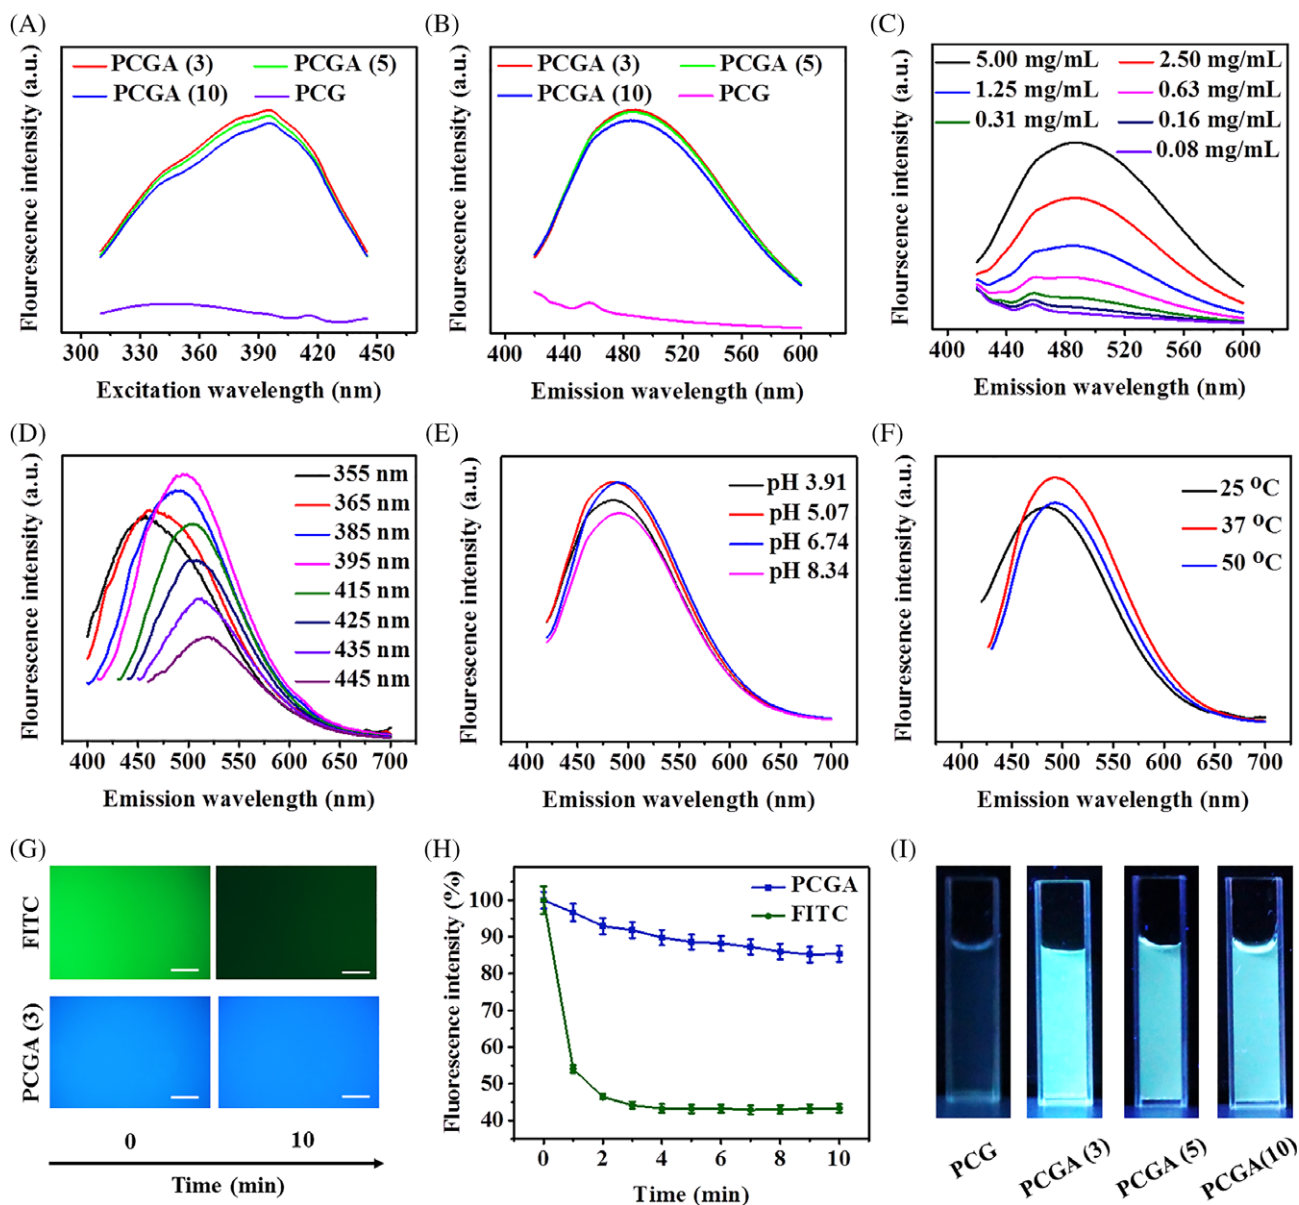 (A)
PCGA (3) PCGA (5)
PCGA (10) PCG
Flourescence intensity (a.u.)
300 330 360 390 420 450
Excitation wavelength (nm)
(B)
PCGA (3) PCGA (5)
PCGA (10) PCG
Flourescence intensity (a.u.)
400 440 480 520 560 600
Emission wavelength (nm)
(C)
5.00 mg/mL 2.50 mg/mL
1.25 mg/mL 0.63 mg/mL
0.31 mg/mL 0.16 mg/mL
0.08 mg/mL
Flourscence intensity (a.u.)
400 440 480 520 560 600
Emission wavelength (nm)
(D)
355 nm
365 nm
385 nm
395 nm
415 nm
425 nm
435 nm
445 nm
Flourescence intensity (a.u.)
400 450 500 550 600 650 700
Emission wavelength (nm)
(E)
pH 3.91
pH 5.07
pH 6.74
pH 8.34
Flourescence intensity (a.u.)
400 450 500 550 600 650 700
Emission wavelength (nm)
(F)
25 ⁰C
37 ⁰C
50 ⁰C
Flourescence intensity (a.u.)
400 450 500 550 600 650 700
Emission wavelength (nm)
(G)
FITC
PCGA (3)
0 10
Time (min)
(H)
PCGA
FITC
Fluorescence intensity (%)
100
90
80
70
60
50
40
0 2 4 6 8 10
Time (min)
(I)
PCG
PCGA (3)
PCGA (5)
PCGA(10)